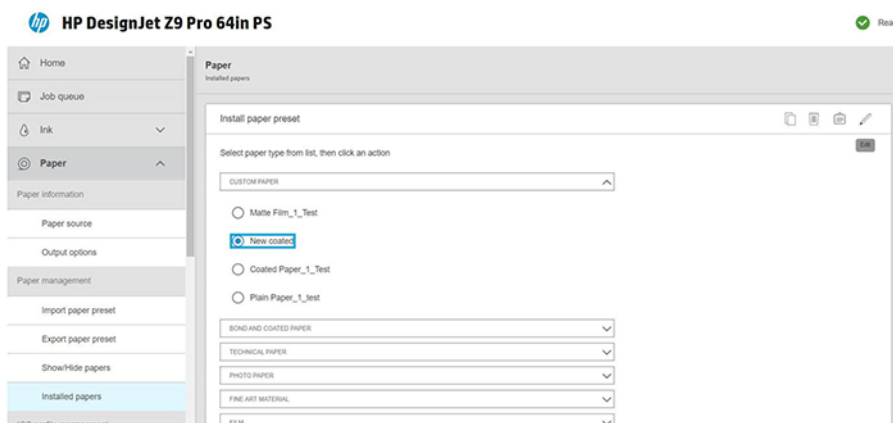 hp HP DesignJet Z9 Pro 64in PS
Rea
Home
Job queue
Ink
Paper
Paper information
Paper source
Output options
Paper management
Import paper preset
Export paper preset
Show/Hide papers
Installed papers
Paper
Installed papers
Install paper preset
Edit
Select paper type from list, then click an action
CUSTOM PAPER
Matte Film_1_Test
New coated
Coated Paper_1_Test
Plain Paper_1_test
BOND AND COATED PAPER
TECHNICAL PAPER
PHOTO PAPER
FINE ART MATERIAL
FILM